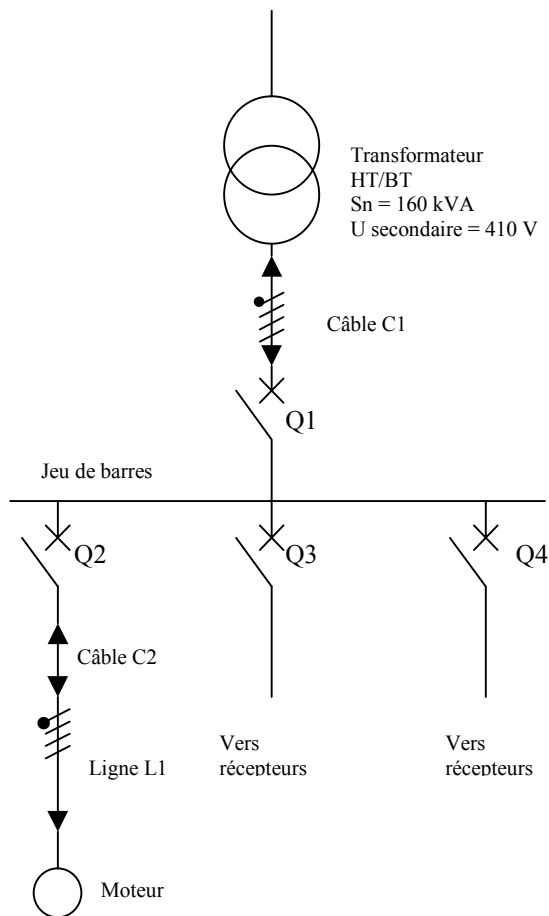 Transformateur
HT/BT
Sn = 160 kVA
U secondaire = 410 V
Câble C1
Q1
Jeu de barres
Q2
Q3
Q4
Câble C2
Ligne L1
Vers
récepteurs
Vers
récepteurs
Moteur